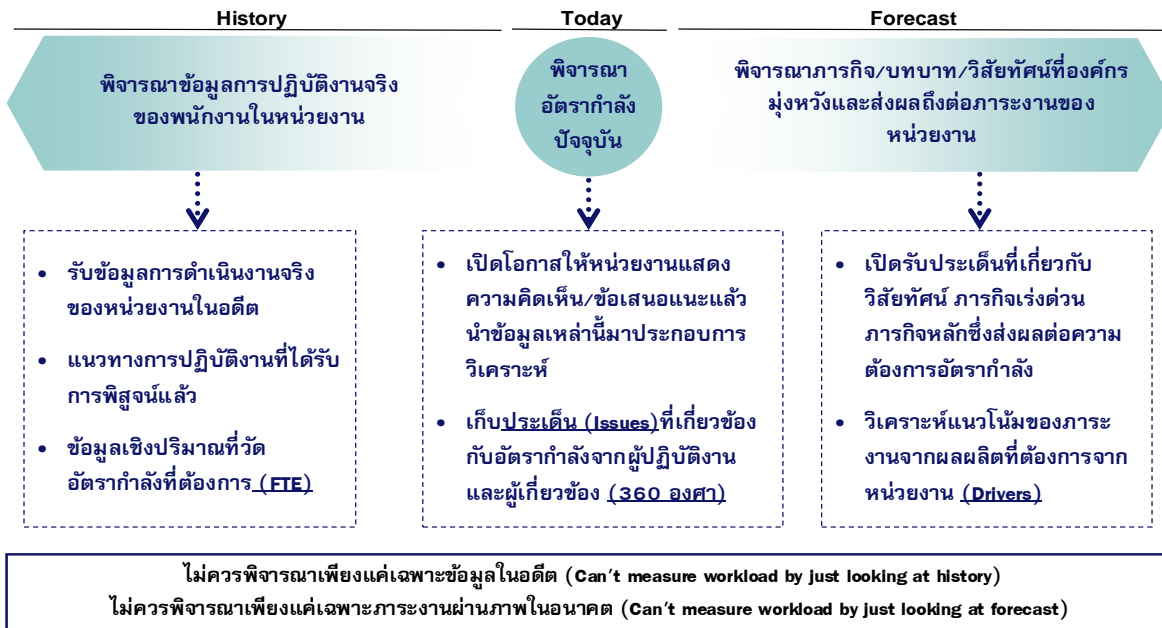 History
Today
Forecast
พิจารณาข้อมูลการปฏิบัติงานจริง
ของพนักงานในหน่วยงาน
พิจารณา
อัตรากำลัง
ปัจจุบัน
พิจารณาภารกิจ/บทบาท/วิสัยทัศน์ที่องค์กร
มุ่งหวังและส่งผลถึงต่อภาระงานของ
หน่วยงาน
• รับข้อมูลการดำเนินงานจริง
ของหน่วยงานในอดีต
• แนวทางการปฏิบัติงานที่ได้รับ
การพิสูจน์แล้ว
• ข้อมูลเชิงปริมาณที่วัด
อัตรากำลังที่ต้องการ (FTE)
• เปิดโอกาสให้หน่วยงานแสดง
ความคิดเห็น/ข้อเสนอแนะแล้ว
นำข้อมูลเหล่านี้มาประกอบการ
วิเคราะห์
• เก็บประเด็น (Issues)ที่เกี่ยวข้อง
กับอัตรากำลังจากผู้ปฏิบัติงาน
และผู้เกี่ยวข้อง (360 องศา)
• เปิดรับประเด็นที่เกี่ยวกับ
วิสัยทัศน์ ภารกิจเร่งด่วน
ภารกิจหลักซึ่งส่งผลต่อความ
ต้องการอัตรากำลัง
• วิเคราะห์แนวโน้มของภาระ
งานจากผลผลิตที่ต้องการจาก
หน่วยงาน (Drivers)
ไม่ควรพิจารณาเพียงแค่เฉพาะข้อมูลในอดีต (Can't measure workload by just looking at history)
ไม่ควรพิจารณาเพียงแค่เฉพาะภาระงานผ่านภาพในอนาคต (Can't measure workload by just looking at forecast)